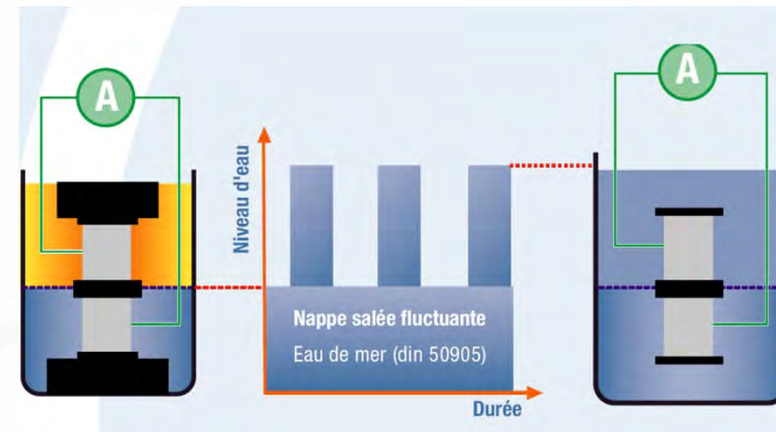 A
A
Niveau d'eau
Nappe salée fluctuante
Eau de mer (din 50905)
Durée